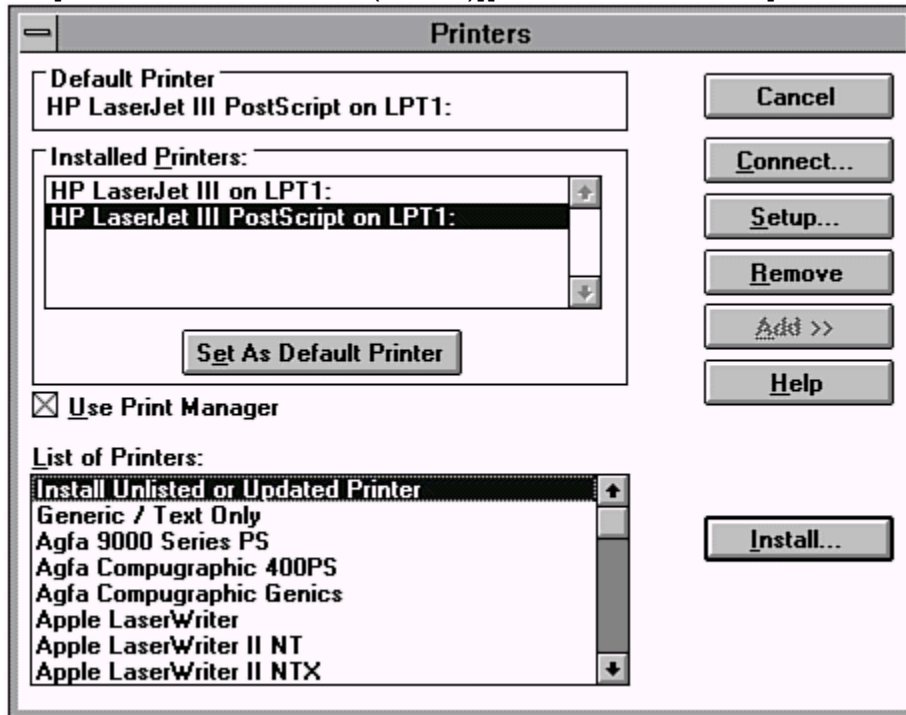 Printers
Default Printer
HP LaserJet III PostScript on LPT1:
Cancel
Installed Printers:
HP LaserJet III on LPT1:
HP LaserJet III PostScript on LPT1:
Connect...
Setup...
Remove
Add >>
Set As Default Printer
Help
Use Print Manager
List of Printers:
Install Unlisted or Updated Printer
Generic / Text Only
Agfa 9000 Series PS
Agfa Compugraphic 400PS
Agfa Compugraphic Genics
Apple LaserWriter
Apple LaserWriter II NT
Apple LaserWriter II NTX
Install...